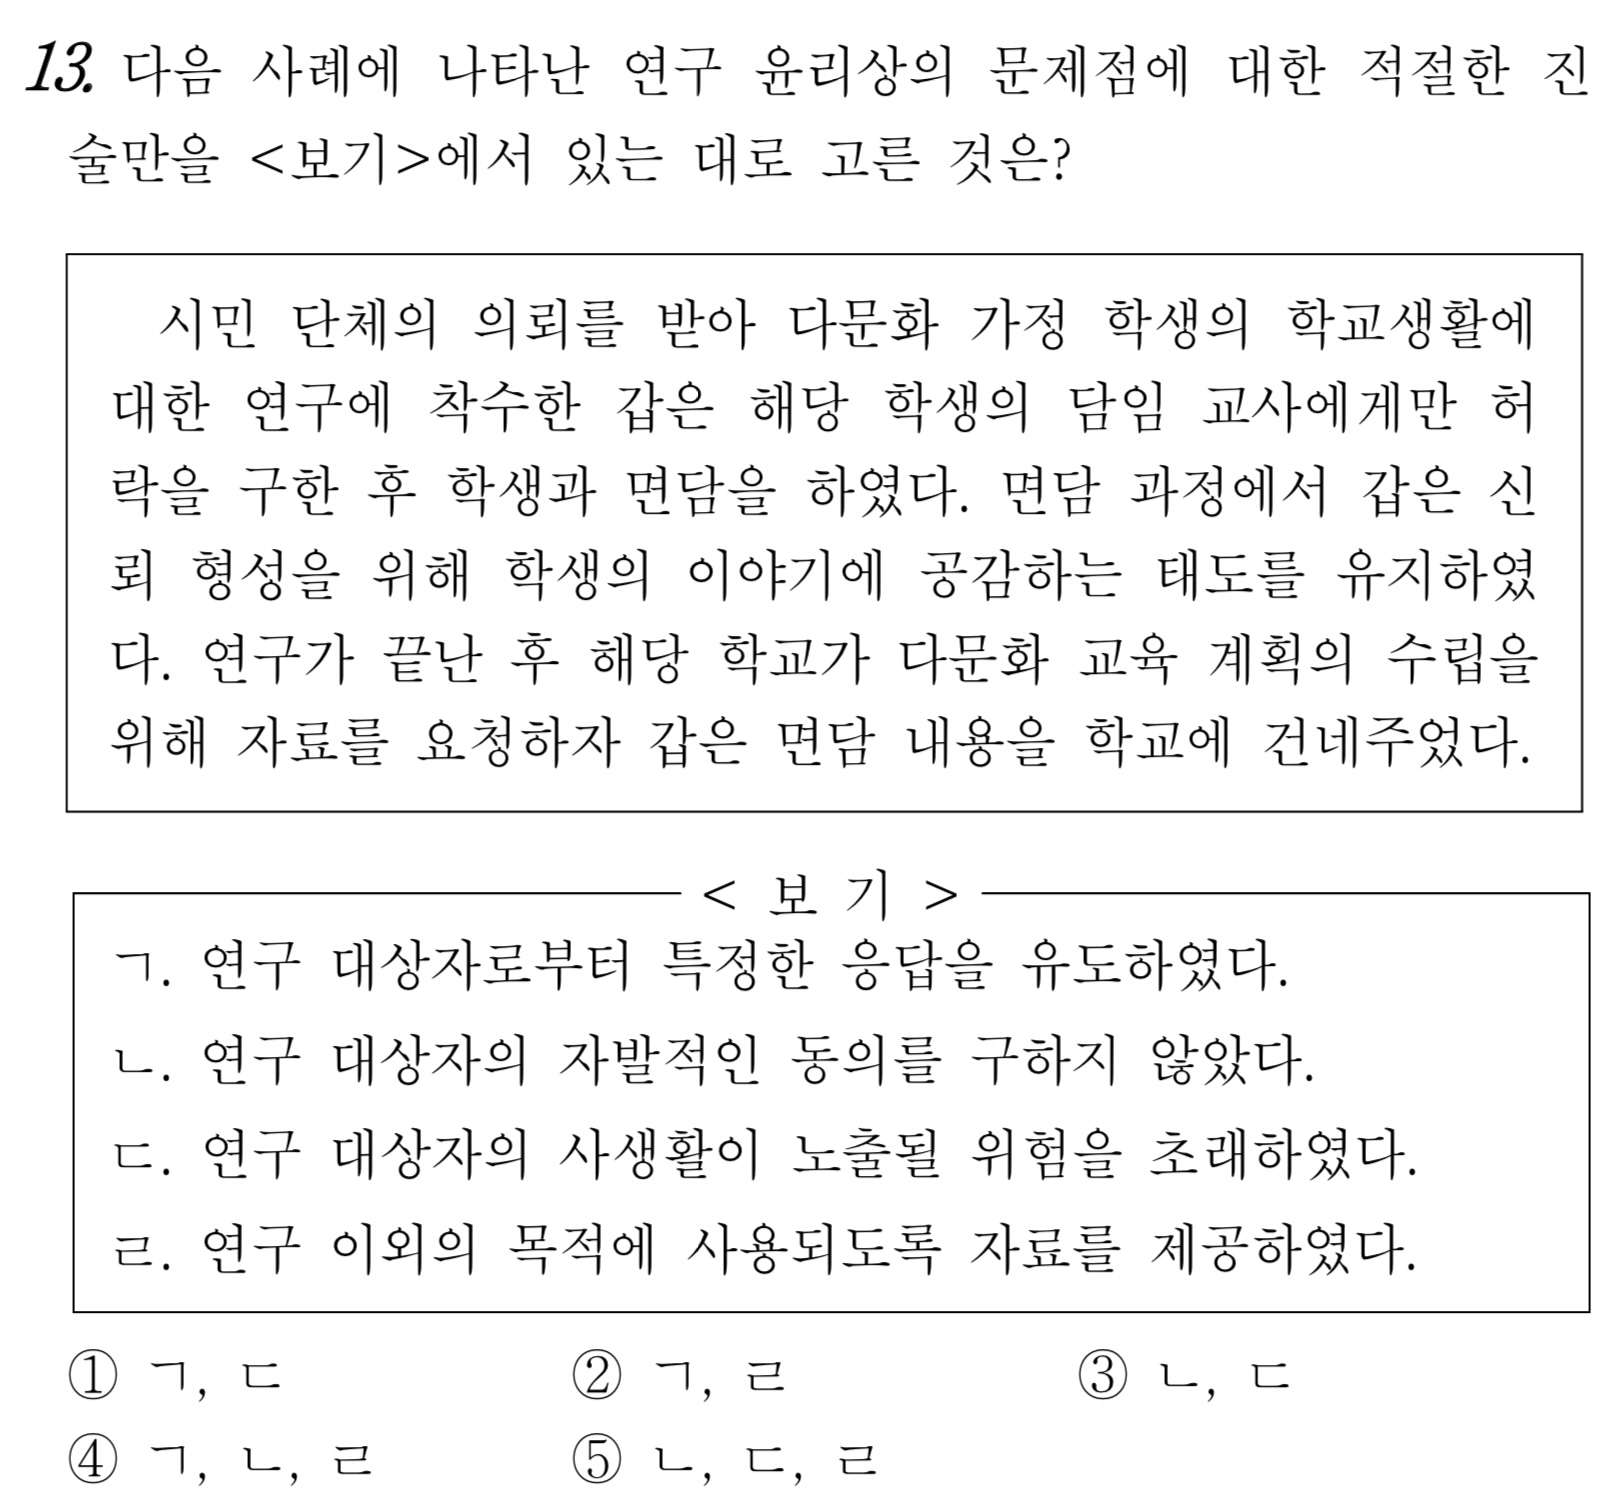 13. 다음 사례에 나타난 연구 윤리상의 문제점에 대한 적절한 진
술만을 <보기>에서 있는 대로 고른 것은?
시민 단체의 의뢰를 받아 다문화 가정 학생의 학교생활에
대한 연구에 착수한 갑은 해당 학생의 담임 교사에게만 허
락을 구한 후 학생과 면담을 하였다. 면담 과정에서 갑은 신
뢰 형성을 위해 학생의 이야기에 공감하는 태도를 유지하였
다. 연구가 끝난 후 해당 학교가 다문화 교육 계획의 수립을
위해 자료를 요청하자 갑은 면담 내용을 학교에 건네주었다.
< 보 기 >
ㄱ. 연구 대상자로부터 특정한 응답을 유도하였다.
ㄴ. 연구 대상자의 자발적인 동의를 구하지 않았다.
ㄷ. 연구 대상자의 사생활이 노출될 위험을 초래하였다.
ㄹ. 연구 이외의 목적에 사용되도록 자료를 제공하였다.
① ㄱ, ㄷ ② ㄱ, ㄹ ③ ㄴ, ㄷ
④ ㄱ, ㄴ, ㄹ ⑤ ㄴ, ㄷ, ㄹ